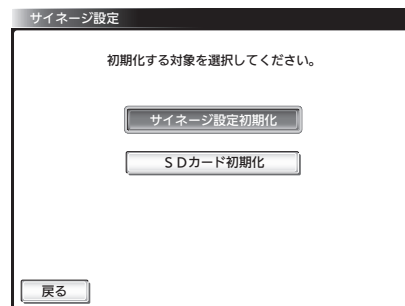 サイネージ設定
初期化する対象を選択してください。
サイネージ設定初期化
ＳＤカード初期化
戻る